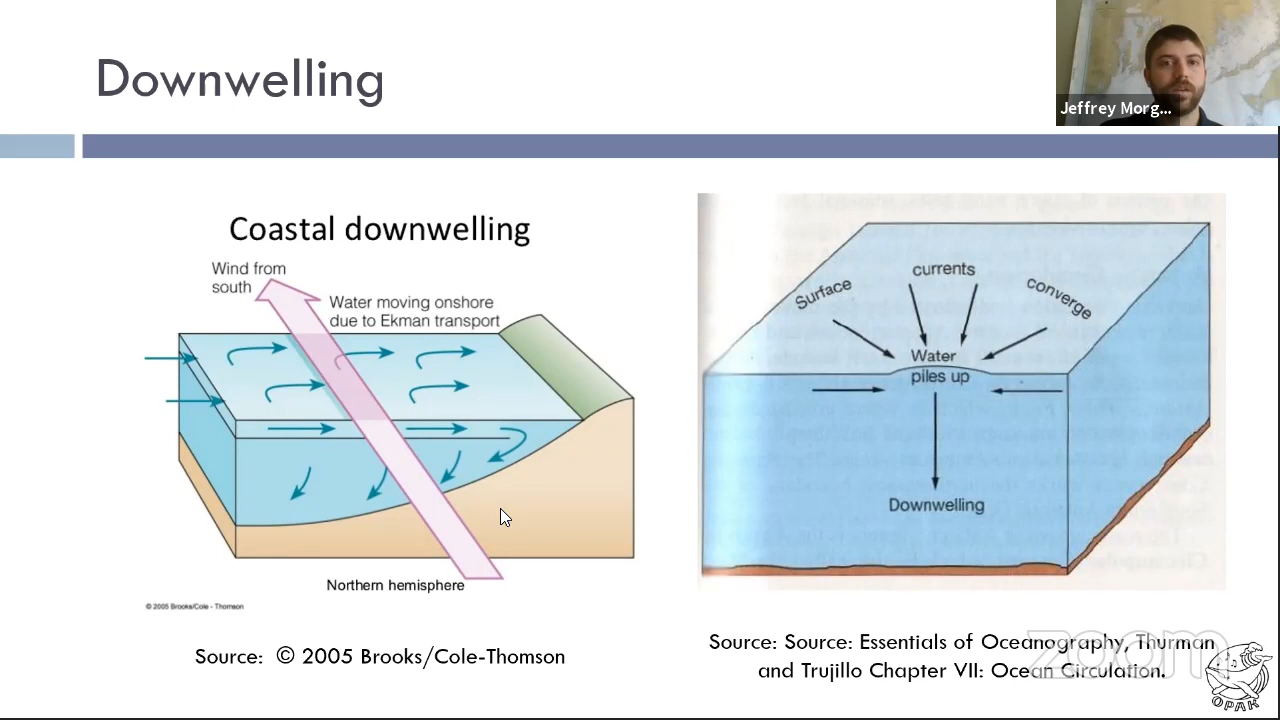 Downwelling
Jeffrey Morg...
Coastal downwelling
Wind from
south
Water moving onshore
due to Ekman transport
Northern hemisphere
© 2005 Brooks/Cole - Thomson
Source: © 2005 Brooks/Cole-Thomson
Surface
currents
converge
Water
piles up
Downwelling
Source: Source: Essentials of Oceanography, Thurman
and Trujillo Chapter VII: Ocean Circulation.
zoom
OPAK